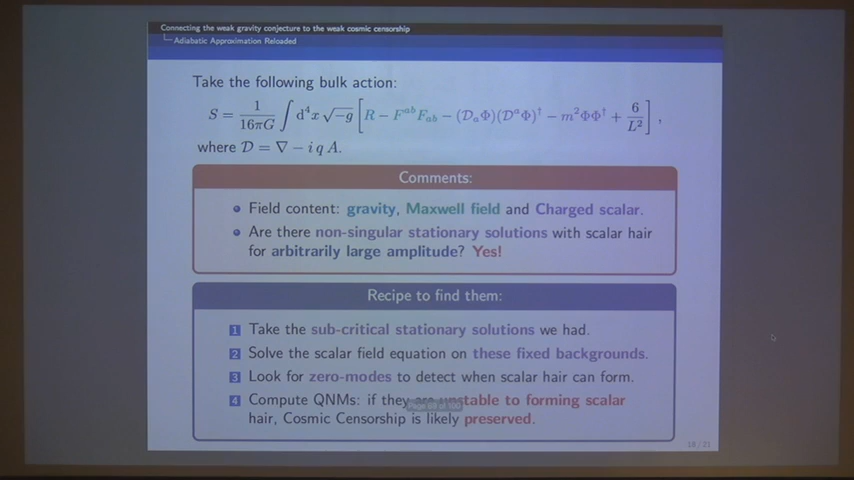 Connecting the weak gravity conjecture to the weak cosmic censorship
Adiabatic Approximation Reloaded
Take the following bulk action:
S = 1/16πG ∫ d⁴x √−g [ R − F^{ab}F_{ab} − (𝒟_aΦ)(𝒟^aΦ)† − m²ΦΦ† + 6/L² ] ,
where 𝒟 = ∇ − i q A.
Comments:
Field content: gravity, Maxwell field and Charged scalar.
Are there non-singular stationary solutions with scalar hair
for arbitrarily large amplitude? Yes!
Recipe to find them:
1 Take the sub-critical stationary solutions we had.
2 Solve the scalar field equation on these fixed backgrounds.
3 Look for zero-modes to detect when scalar hair can form.
4 Compute QNMs: if they are unstable to forming scalar
hair, Cosmic Censorship is likely preserved.
18 / 21